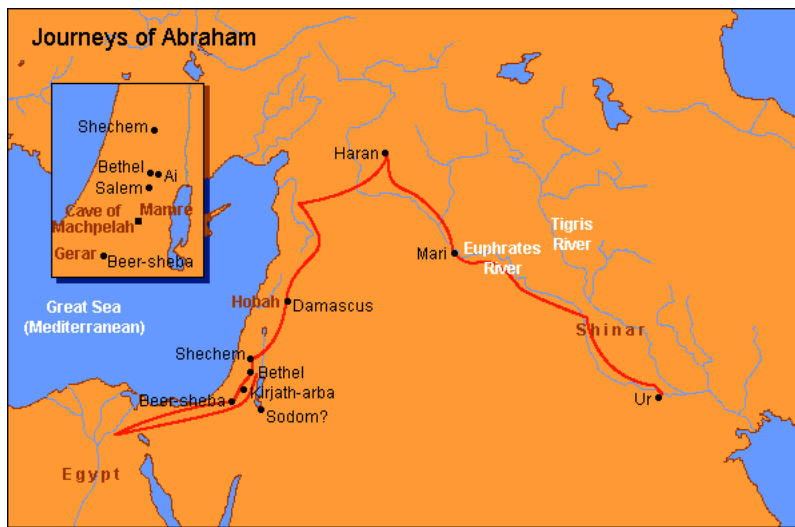 Journeys of Abraham
Shechem
Bethel
Ai
Salem
Cave of
Machpelah
Mamre
Gerar
Beer-sheba
Haran
Tigris
River
Mari
Euphrates
River
Great Sea
(Mediterranean)
Hobah
Damascus
Shinar
Shechem
Bethel
Kirjath-arba
Beer-sheba
Sodom?
Ur
Egypt